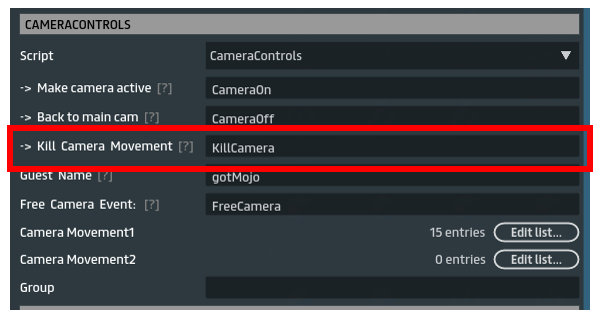 CAMERACONTROLS
Script CameraControls
-> Make camera active [?] CameraOn
-> Back to main cam [?] CameraOff
-> Kill Camera Movement [?] KillCamera
Guest Name [?] gotMojo
Free Camera Event: [?] FreeCamera
Camera Movement1 15 entries Edit list...
Camera Movement2 0 entries Edit list...
Group